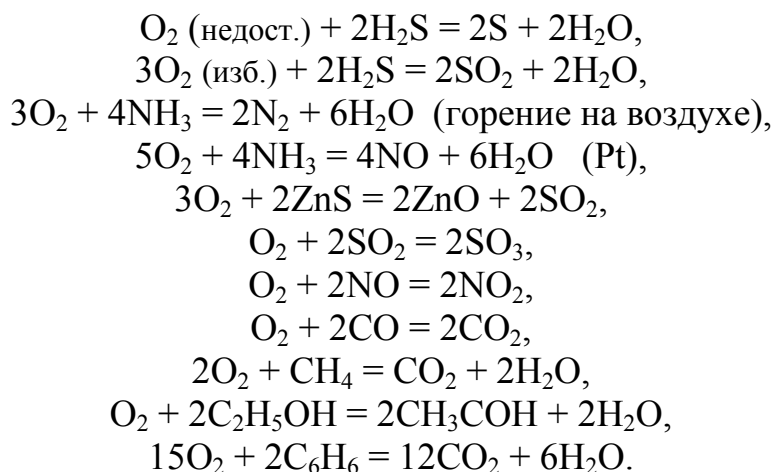 O₂ (недост.) + 2H₂S = 2S + 2H₂O,
3O₂ (изб.) + 2H₂S = 2SO₂ + 2H₂O,
3O₂ + 4NH₃ = 2N₂ + 6H₂O (горение на воздухе),
5O₂ + 4NH₃ = 4NO + 6H₂O (Pt),
3O₂ + 2ZnS = 2ZnO + 2SO₂,
O₂ + 2SO₂ = 2SO₃,
O₂ + 2NO = 2NO₂,
O₂ + 2CO = 2CO₂,
2O₂ + CH₄ = CO₂ + 2H₂O,
O₂ + 2C₂H₅OH = 2CH₃COH + 2H₂O,
15O₂ + 2C₆H₆ = 12CO₂ + 6H₂O.